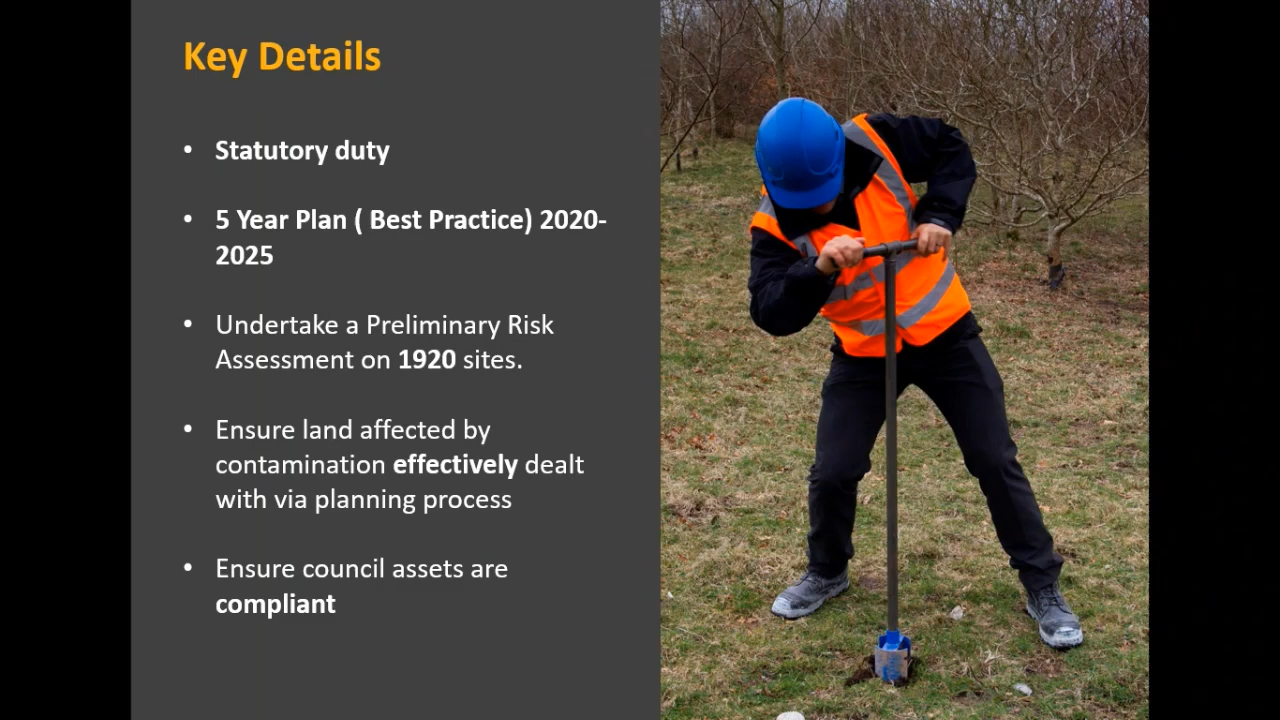 Key Details
• Statutory duty
• 5 Year Plan ( Best Practice) 2020-
2025
• Undertake a Preliminary Risk
Assessment on 1920 sites.
• Ensure land affected by
contamination effectively dealt
with via planning process
• Ensure council assets are
compliant